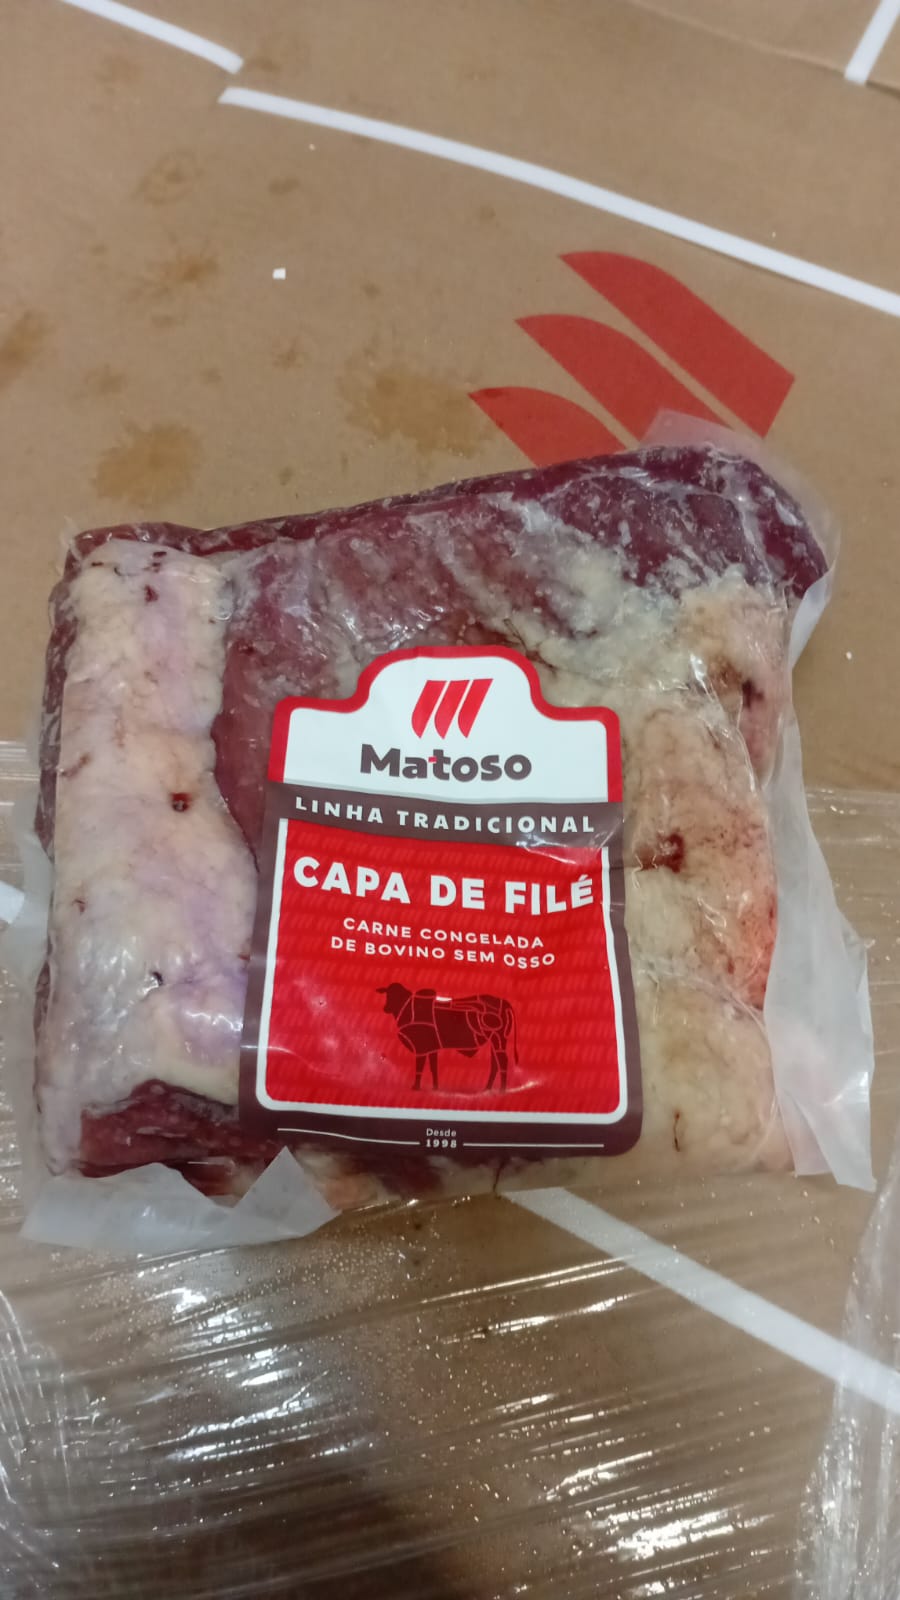 Matoso
LINHA TRADICIONAL
CAPA DE FILÉ
CARNE CONGELADA
DE BOVINO SEM OSSO
Desde
1998